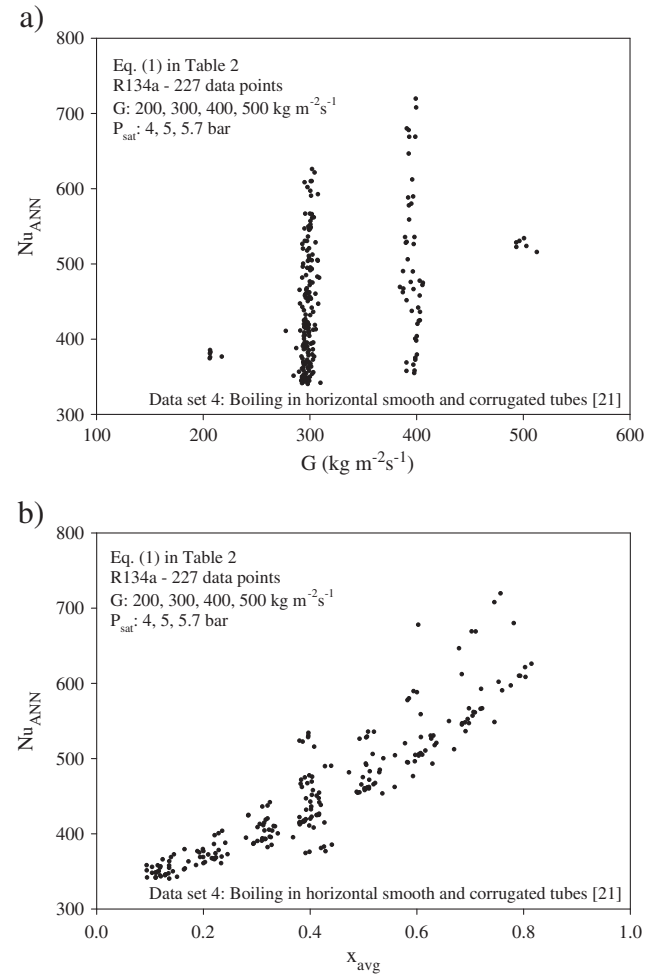 a)
800
700
600
500
400
300
Nu_ANN
Eq. (1) in Table 2
R134a - 227 data points
G: 200, 300, 400, 500 kg m⁻²s⁻¹
P_sat: 4, 5, 5.7 bar
Data set 4: Boiling in horizontal smooth and corrugated tubes [21]
100 200 300 400 500 600
G (kg m⁻²s⁻¹)
b)
800
700
600
500
400
300
Nu_ANN
Eq. (1) in Table 2
R134a - 227 data points
G: 200, 300, 400, 500 kg m⁻²s⁻¹
P_sat: 4, 5, 5.7 bar
Data set 4: Boiling in horizontal smooth and corrugated tubes [21]
0.0 0.2 0.4 0.6 0.8 1.0
x_avg